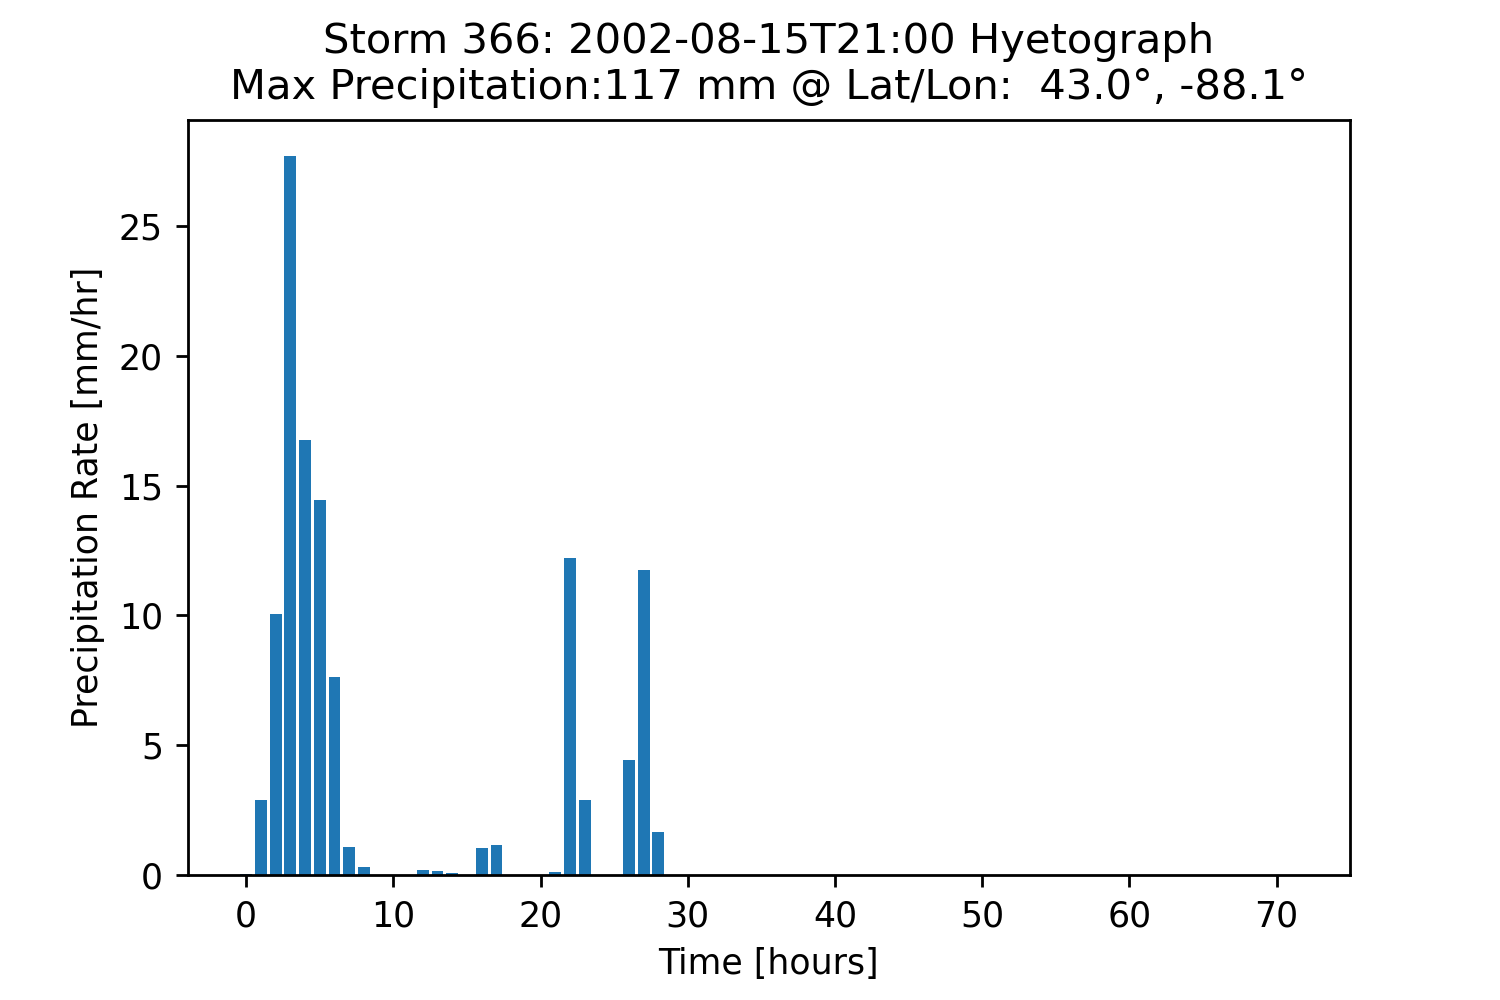 Storm 366: 2002-08-15T21:00 Hyetograph
Max Precipitation:117 mm @ Lat/Lon:  43.0°, -88.1°
Precipitation Rate [mm/hr]
25
20
15
10
5
0
0 10 20 30 40 50 60 70
Time [hours]